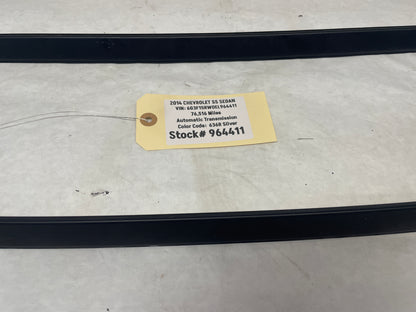 2014 CHEVROLET SS SEDAN
VIN: 6G3F15RW0EL964411
76,516 Miles
Automatic Transmission
Color Code: 636R Silver
Stock# 964411